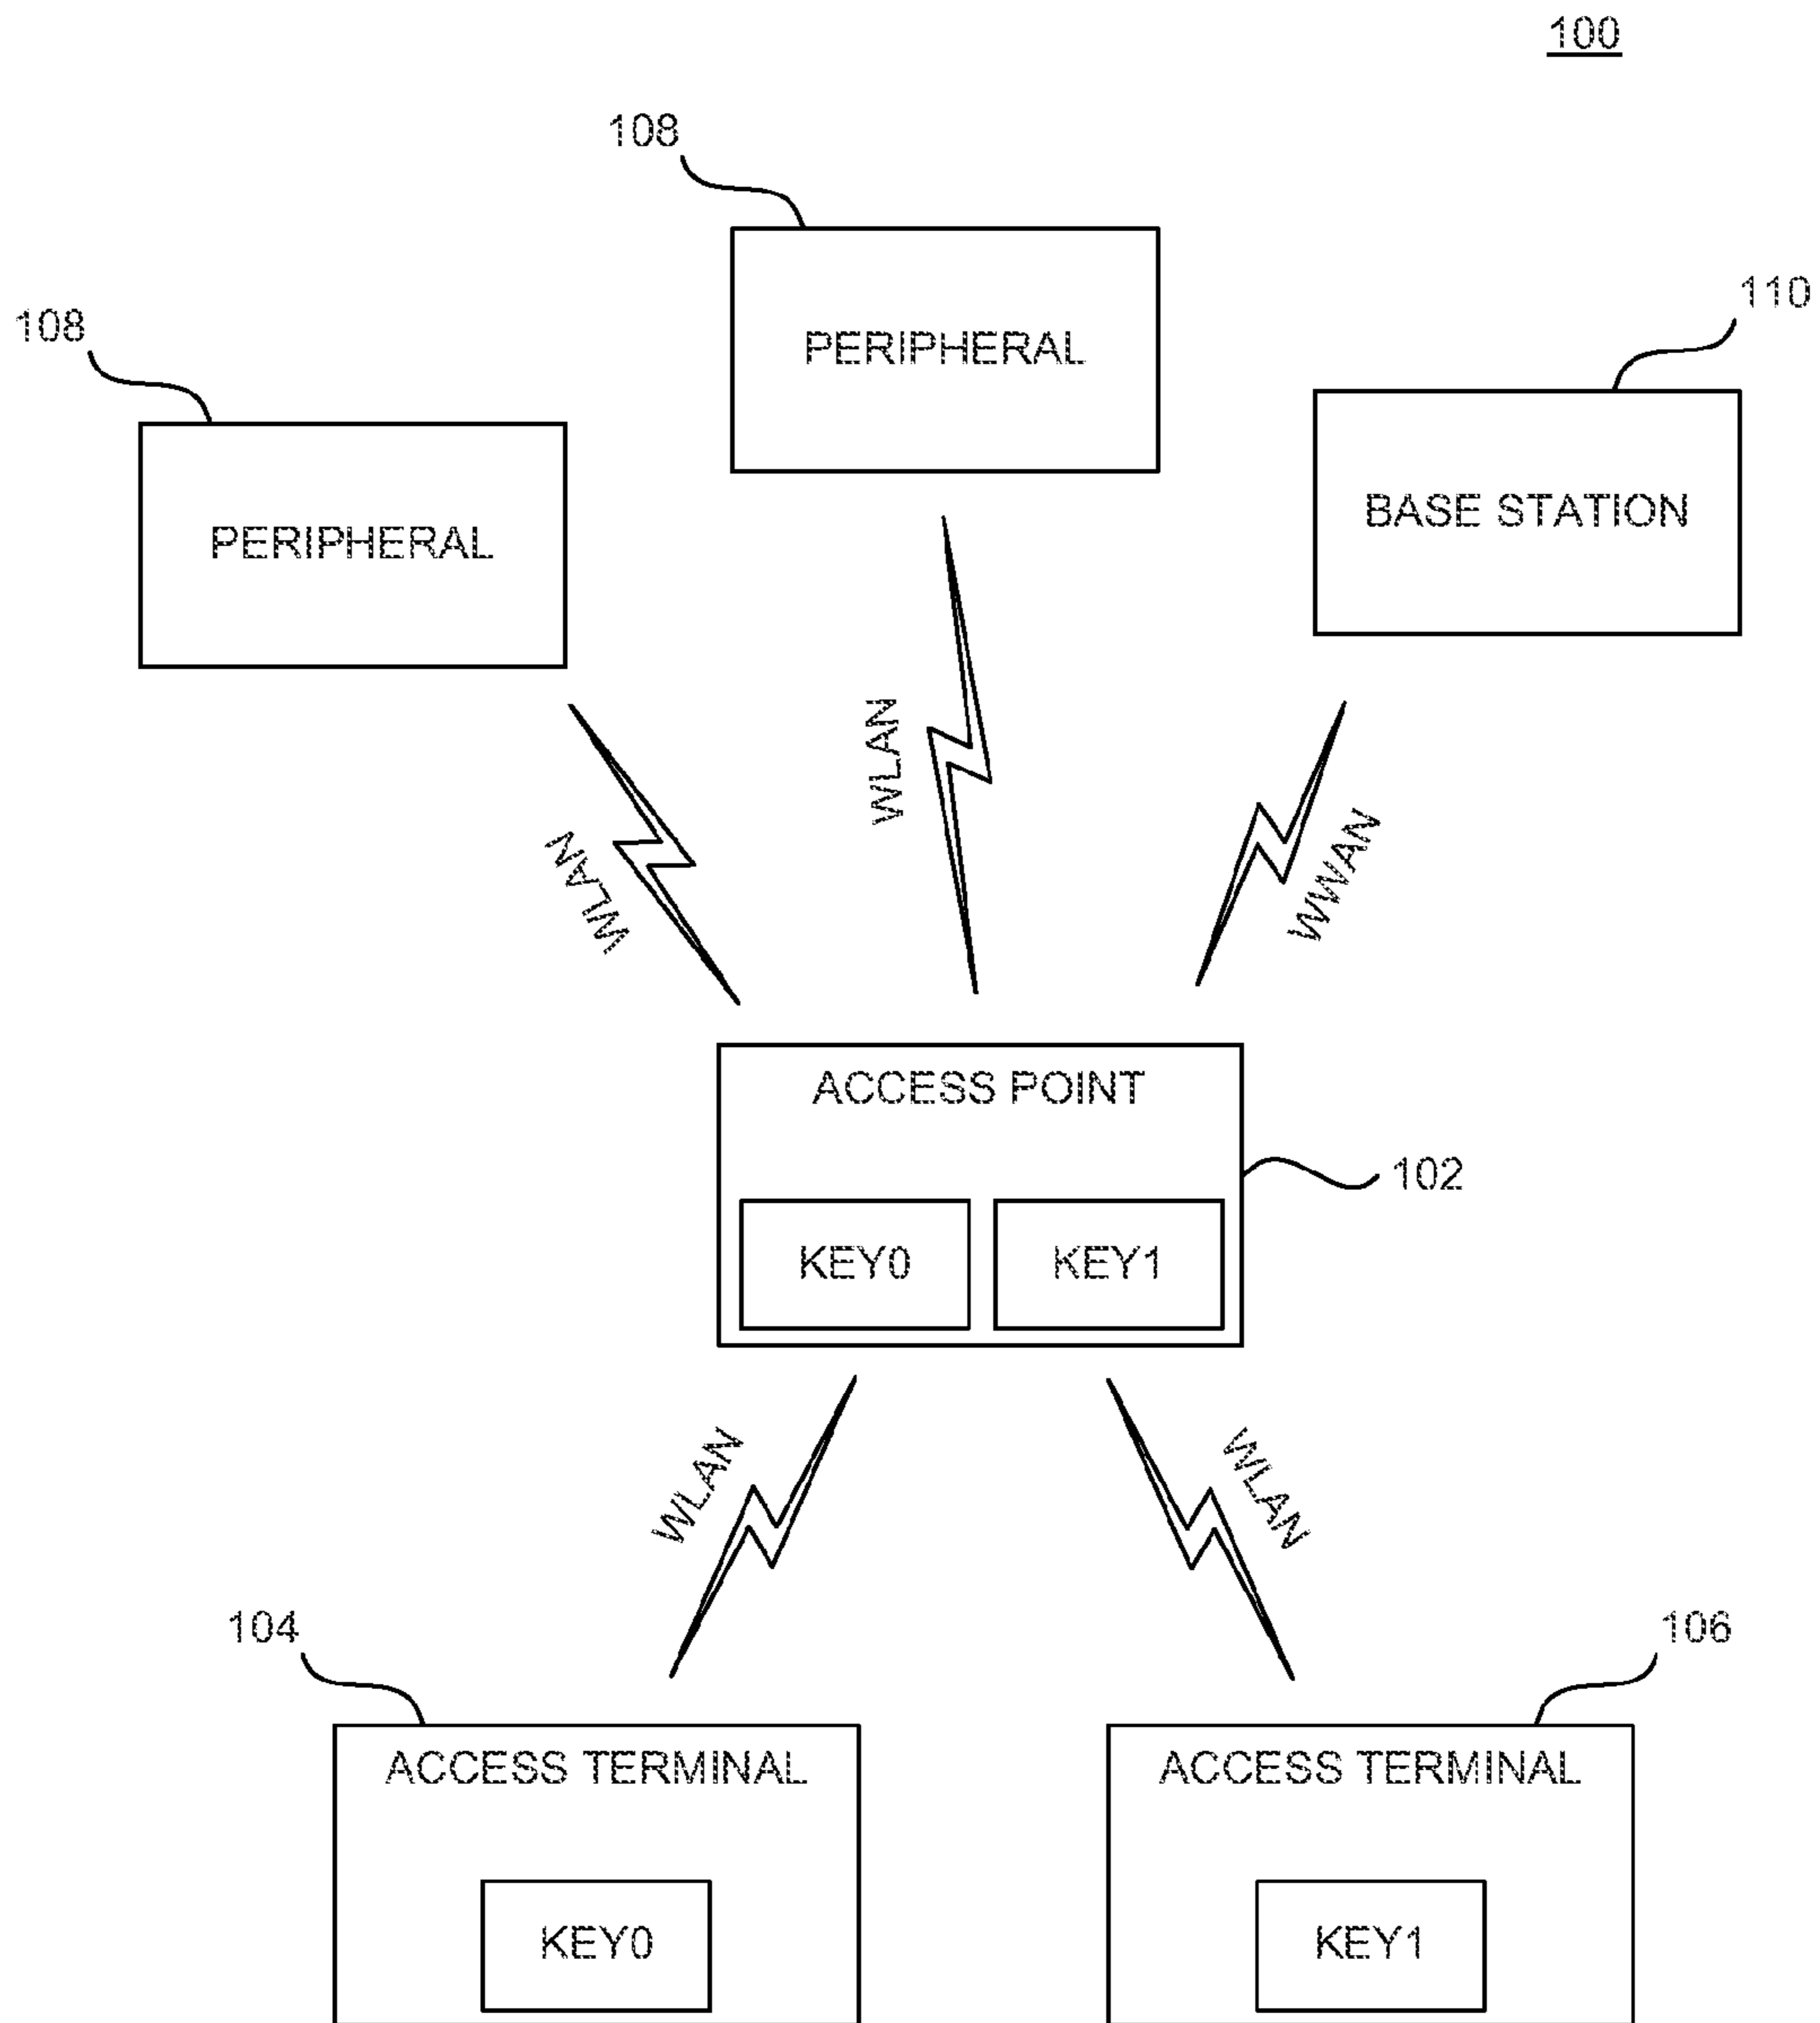 100
108
108
PERIPHERAL
110
PERIPHERAL
BASE STATION
WLAN
WLAN
WWAN
ACCESS POINT
102
KEY0
KEY1
WLAN
WLAN
104
106
ACCESS TERMINAL
ACCESS TERMINAL
KEY0
KEY1